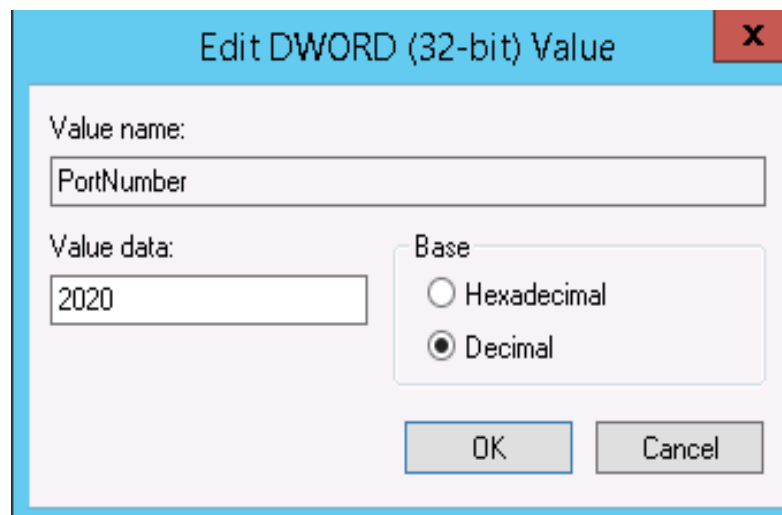 Edit DWORD (32-bit) Value
x
Value name:
PortNumber
Value data:
2020
Base
Hexadecimal
Decimal
OK
Cancel